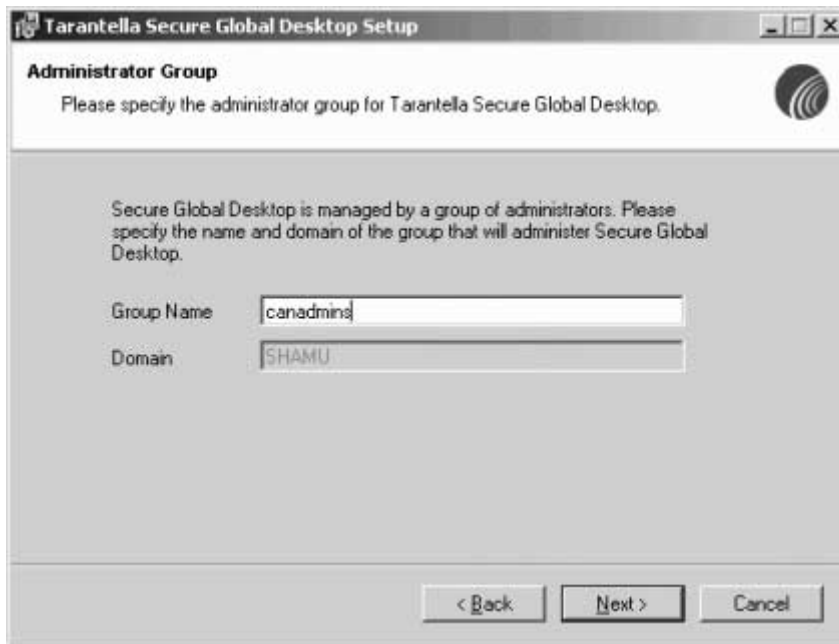 Tarantella Secure Global Desktop Setup
Administrator Group
Please specify the administrator group for Tarantella Secure Global Desktop.
Secure Global Desktop is managed by a group of administrators. Please
specify the name and domain of the group that will administer Secure Global
Desktop.
Group Name canadmins
Domain SHAMU
< Back Next > Cancel